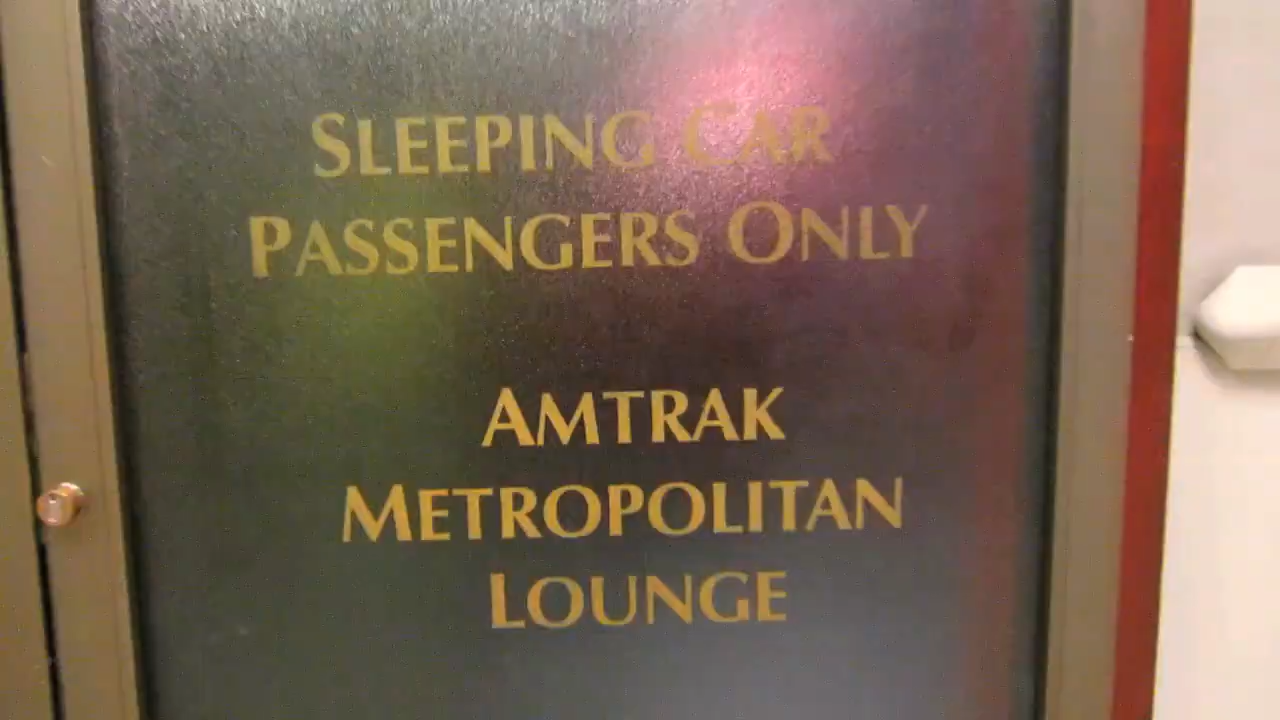 SLEEPING CAR
PASSENGERS ONLY
AMTRAK
METROPOLITAN
LOUNGE